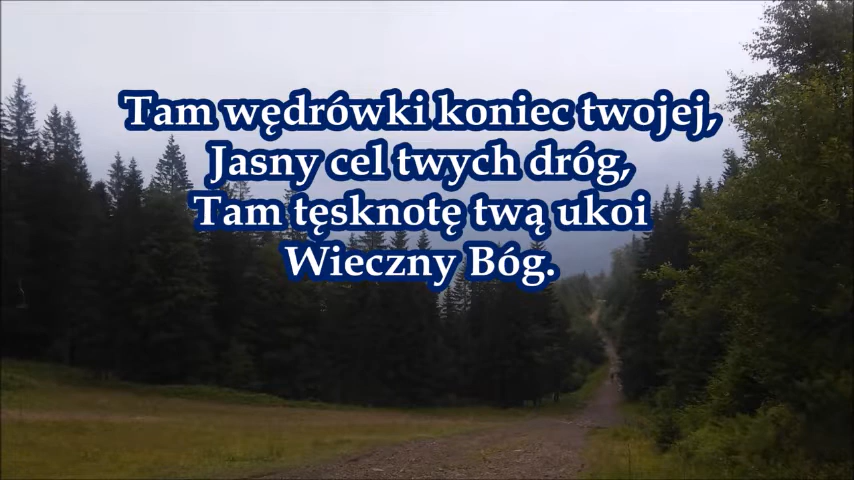 Tam wędrówki koniec twojej,
Jasny cel twych dróg,
Tam tęsknotę twą ukoi
Wieczny Bóg.